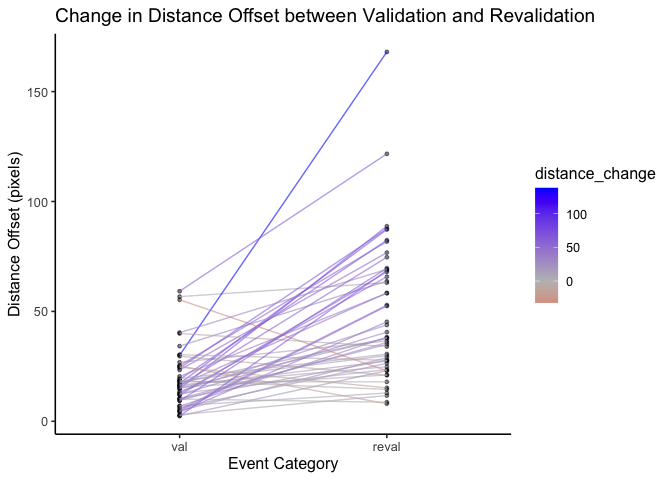 Change in Distance Offset between Validation and Revalidation
Distance Offset (pixels)
150
100
50
0
val
reval
Event Category
distance_change
100
50
0